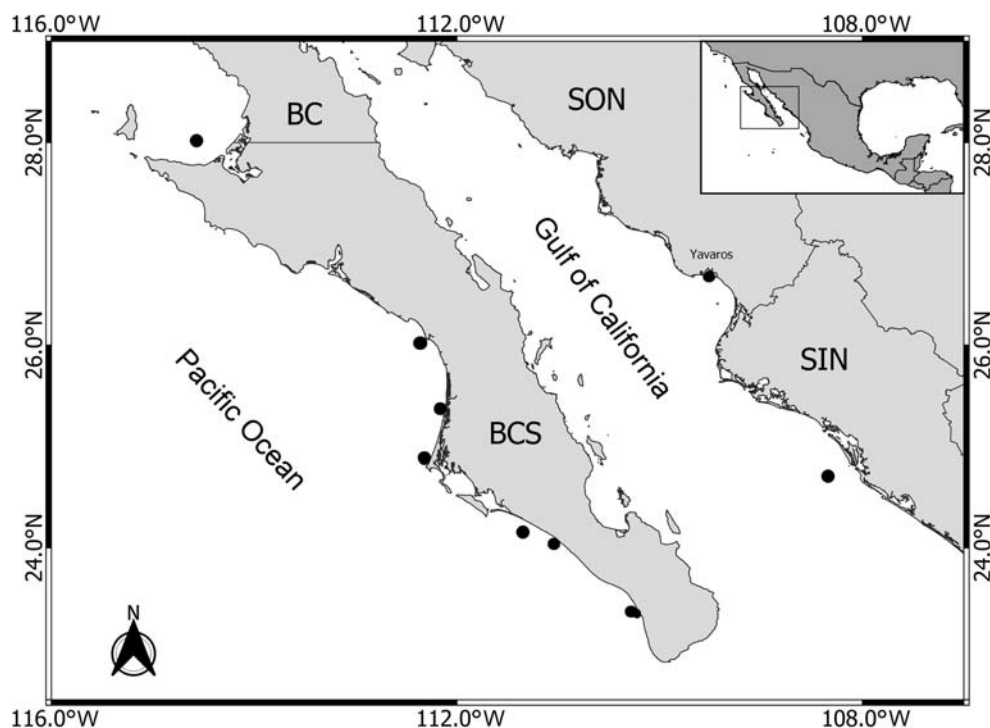 116.0°W 112.0°W 108.0°W
BC
SON
28.0°N 28.0°N
Gulf of California
Yavaros
26.0°N 26.0°N
SIN
Pacific Ocean
BCS
24.0°N 24.0°N
N
116.0°W 112.0°W 108.0°W